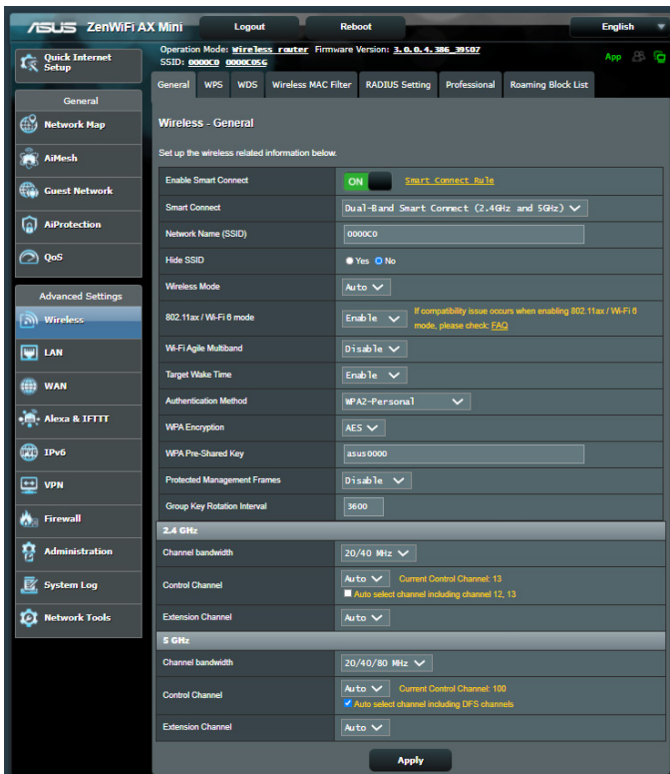 ASUS ZenWiFi AX Mini
Logout
Reboot
English
Quick Internet
Setup
Operation Mode: Wireless router Firmware Version: 3.0.0.4.386_39507
SSID: 0000C0 0000C05G
App
General
WPS
WDS
Wireless MAC Filter
RADIUS Setting
Professional
Roaming Block List
General
Network Map
AiMesh
Guest Network
AiProtection
QoS
Advanced Settings
Wireless
LAN
WAN
Alexa & IFTTT
IPv6
VPN
Firewall
Administration
System Log
Network Tools
Wireless - General
Set up the wireless related information below.
Enable Smart Connect
ON
Smart Connect Rule
Smart Connect
Dual-Band Smart Connect (2.4GHz and 5GHz)
Network Name (SSID)
0000C0
Hide SSID
Yes No
Wireless Mode
Auto
802.11ax / Wi-Fi 6 mode
Enable
If compatibility issue occurs when enabling 802.11ax / Wi-Fi 6
mode, please check: FAQ
Wi-Fi Agile Multiband
Disable
Target Wake Time
Enable
Authentication Method
WPA2-Personal
WPA Encryption
AES
WPA Pre-Shared Key
asus0000
Protected Management Frames
Disable
Group Key Rotation Interval
3600
2.4 GHz
Channel bandwidth
20/40 MHz
Control Channel
Auto
Current Control Channel: 13
Auto select channel including channel 12, 13
Extension Channel
Auto
5 GHz
Channel bandwidth
20/40/80 MHz
Control Channel
Auto
Current Control Channel: 100
Auto select channel including DFS channels
Extension Channel
Auto
Apply